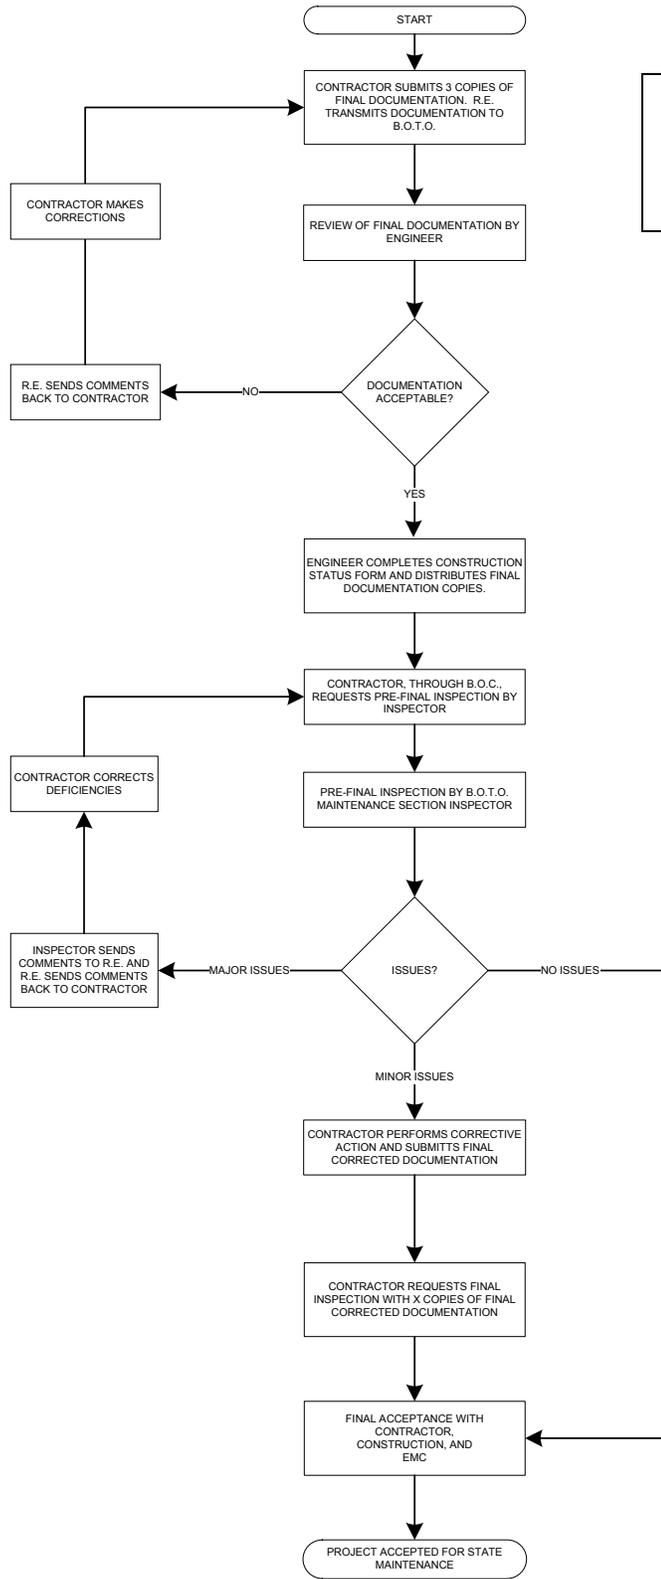 START
CONTRACTOR SUBMITS 3 COPIES OF
FINAL DOCUMENTATION. R.E.
TRANSMITS DOCUMENTATION TO
B.O.T.O.
CONTRACTOR MAKES
CORRECTIONS
REVIEW OF FINAL DOCUMENTATION BY
ENGINEER
R.E. SENDS COMMENTS
BACK TO CONTRACTOR
NO
DOCUMENTATION
ACCEPTABLE?
YES
ENGINEER COMPLETES CONSTRUCTION
STATUS FORM AND DISTRIBUTES FINAL
DOCUMENTATION COPIES.
CONTRACTOR, THROUGH B.O.C.,
REQUESTS PRE-FINAL INSPECTION BY
INSPECTOR
CONTRACTOR CORRECTS
DEFICIENCIES
PRE-FINAL INSPECTION BY B.O.T.O.
MAINTENANCE SECTION INSPECTOR
INSPECTOR SENDS
COMMENTS TO R.E. AND
R.E. SENDS COMMENTS
BACK TO CONTRACTOR
MAJOR ISSUES
ISSUES?
NO ISSUES
MINOR ISSUES
CONTRACTOR PERFORMS CORRECTIVE
ACTION AND SUBMITTS FINAL
CORRECTED DOCUMENTATION
CONTRACTOR REQUESTS FINAL
INSPECTION WITH X COPIES OF FINAL
CORRECTED DOCUMENTATION
FINAL ACCEPTANCE WITH
CONTRACTOR,
CONSTRUCTION, AND
EMC
PROJECT ACCEPTED FOR STATE
MAINTENANCE